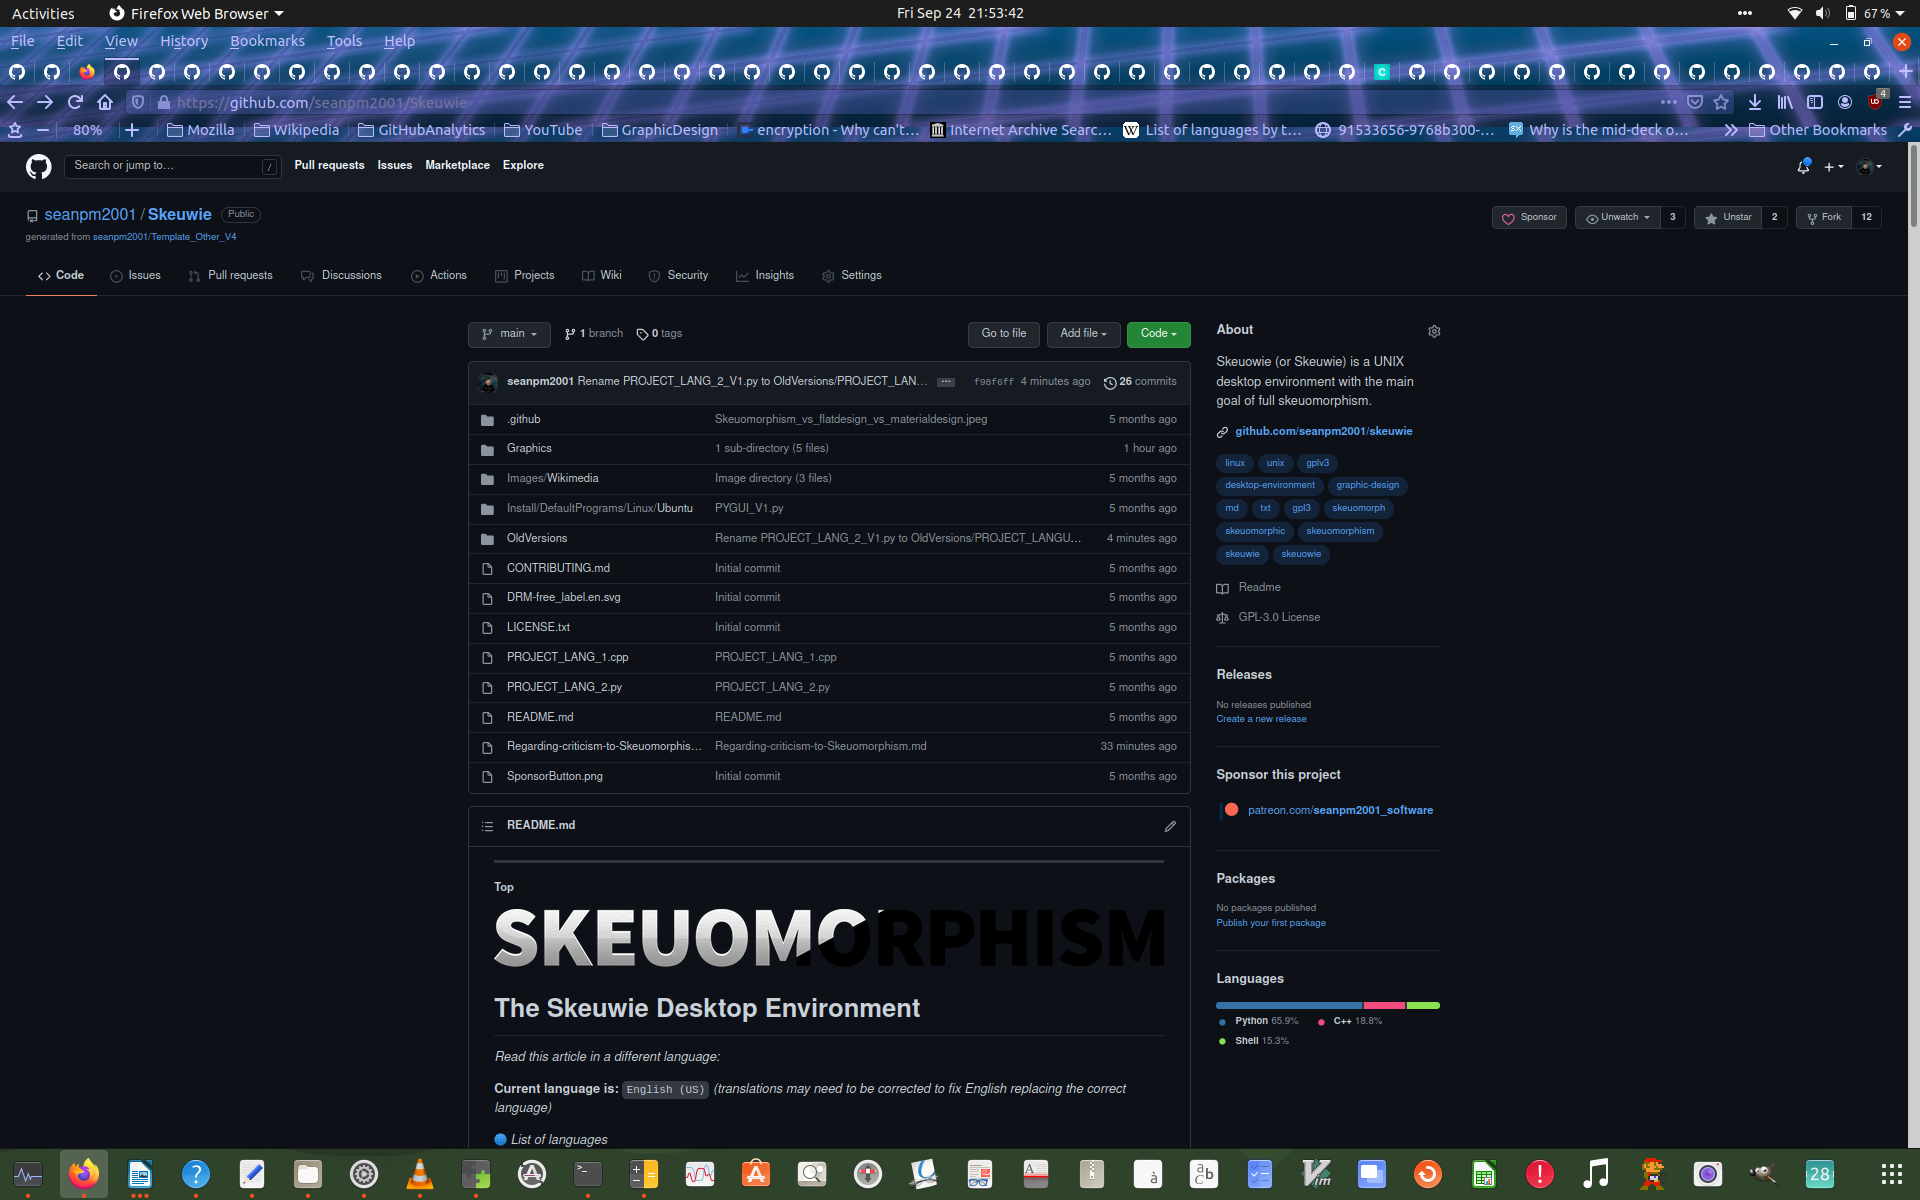 Activities Firefox Web Browser Fri Sep 24 21:53:42 67 %
File Edit View History Bookmarks Tools Help
https://github.com/seanpm2001/Skeuwie 4
80% Mozilla Wikipedia GitHubAnalytics YouTube GraphicDesign encryption - Why can't... Internet Archive Searc... List of languages by t... 91533656-9768b300-... Why is the mid-deck o... Other Bookmarks
Search or jump to... / Pull requests Issues Marketplace Explore
seanpm2001 / Skeuwie Public Sponsor Unwatch 3 Unstar 2 Fork 12
generated from seanpm2001/Template_Other_V4
Code Issues Pull requests Discussions Actions Projects Wiki Security Insights Settings
main 1 branch 0 tags Go to file Add file Code
seanpm2001 Rename PROJECT_LANG_2_V1.py to OldVersions/PROJECT_LAN... f98f6ff 4 minutes ago 26 commits
.github Skeuomorphism_vs_flatdesign_vs_materialdesign.jpeg 5 months ago
Graphics 1 sub-directory (5 files) 1 hour ago
Images/Wikimedia Image directory (3 files) 5 months ago
Install/DefaultPrograms/Linux/Ubuntu PYGUI_V1.py 5 months ago
OldVersions Rename PROJECT_LANG_2_V1.py to OldVersions/PROJECT_LANGU... 4 minutes ago
CONTRIBUTING.md Initial commit 5 months ago
DRM-free_label.en.svg Initial commit 5 months ago
LICENSE.txt Initial commit 5 months ago
PROJECT_LANG_1.cpp PROJECT_LANG_1.cpp 5 months ago
PROJECT_LANG_2.py PROJECT_LANG_2.py 5 months ago
README.md README.md 5 months ago
Regarding-criticism-to-Skeuomorphis... Regarding-criticism-to-Skeuomorphism.md 33 minutes ago
SponsorButton.png Initial commit 5 months ago
README.md
Top
SKEUOMORPHISM
The Skeuwie Desktop Environment
Read this article in a different language:
Current language is: English (US) (translations may need to be corrected to fix English replacing the correct
language)
List of languages
About
Skeuowie (or Skeuwie) is a UNIX
desktop environment with the main
goal of full skeuomorphism.
github.com/seanpm2001/skeuwie
linux unix gplv3
desktop-environment graphic-design
md txt gpl3 skeuomorph
skeuomorphic skeuomorphism
skeuwie skeuowie
Readme
GPL-3.0 License
Releases
No releases published
Create a new release
Sponsor this project
patreon.com/seanpm2001_software
Packages
No packages published
Publish your first package
Languages
Python 65.9% C++ 18.8%
Shell 15.3%
28